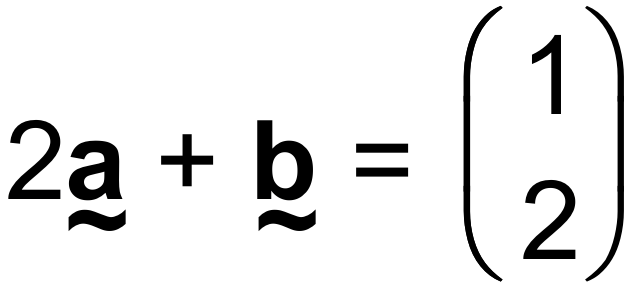 2a̰ + b̰ = (1
2)